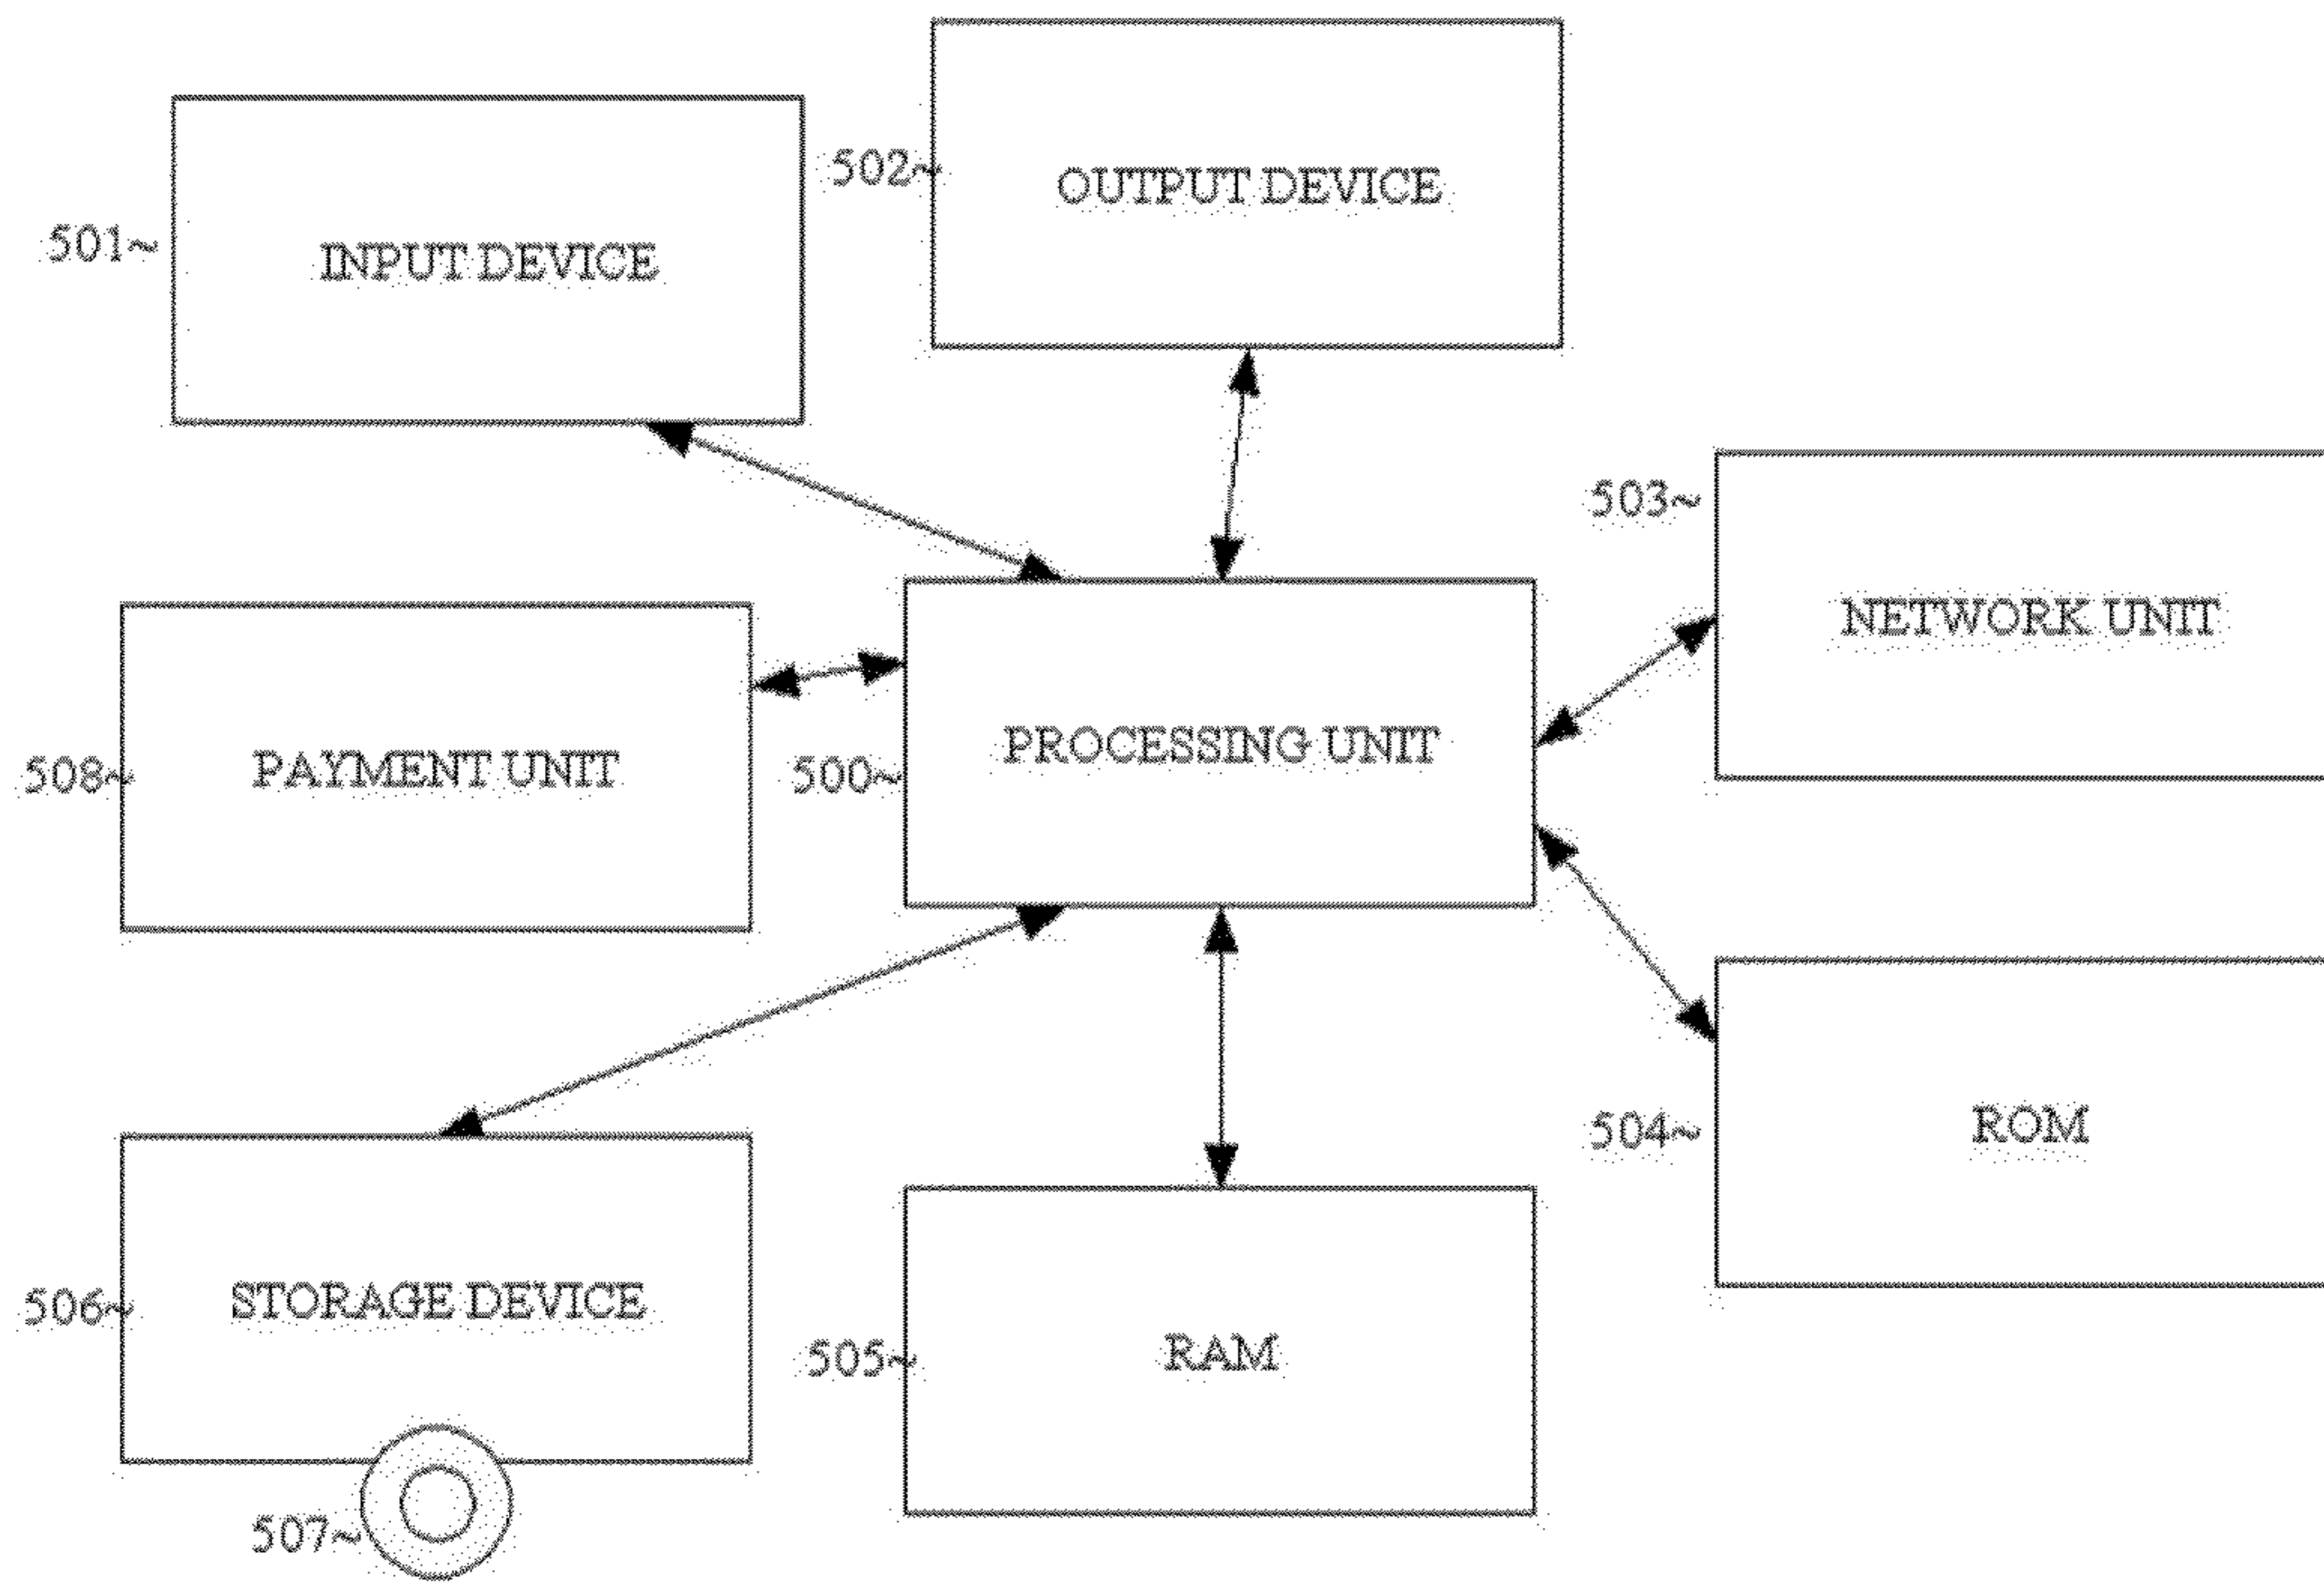 502~
OUTPUT DEVICE
501~
INPUT DEVICE
503~
NETWORK UNIT
508~
PAYMENT UNIT
500~
PROCESSING UNIT
504~
ROM
506~
STORAGE DEVICE
505~
RAM
507~